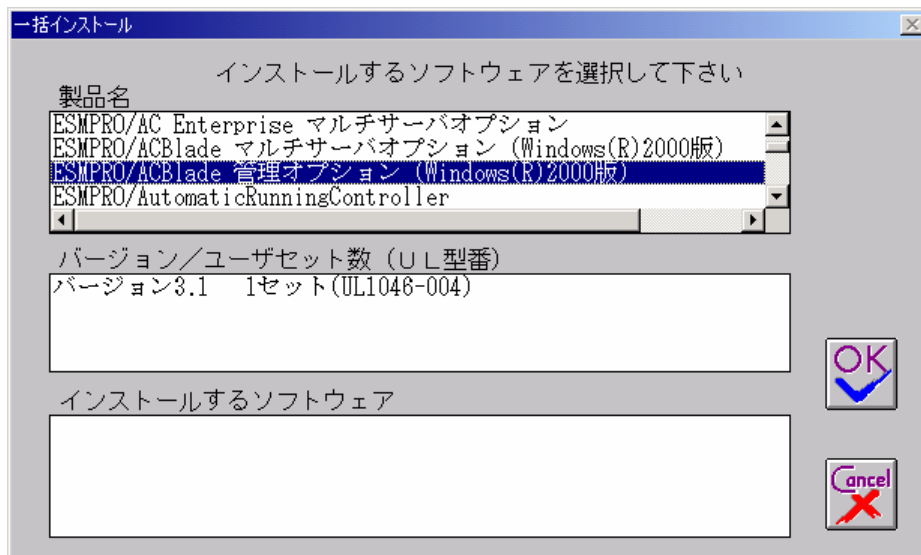 一括インストール
インストールするソフトウェアを選択して下さい
製品名
ESMPRO/AC Enterprise マルチサーバオプション
ESMPRO/ACBlade マルチサーバオプション (Windows(R)2000版)
ESMPRO/ACBlade 管理オプション (Windows(R)2000版)
ESMPRO/AutomaticRunningController
バージョン／ユーザセット数（ＵＬ型番）
バージョン3.1 1セット(UL1046-004)
OK
インストールするソフトウェア
Cancel